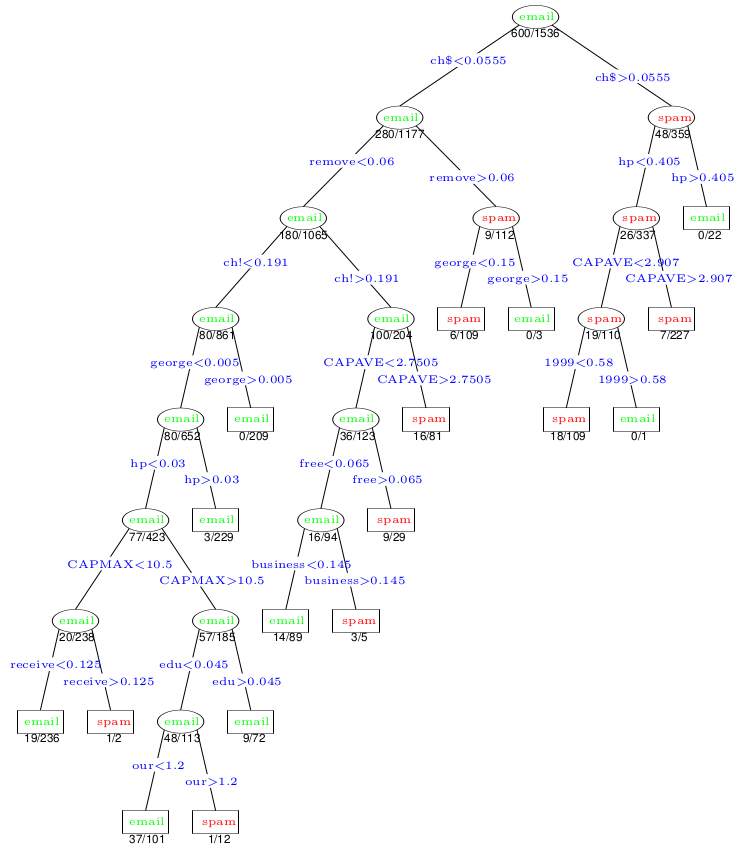 email
600/1536
ch$<0.0555
ch$>0.0555
email
280/1177
spam
48/359
remove<0.06
remove>0.06
hp<0.405
hp>0.405
email
180/1065
spam
9/112
spam
26/337
email
0/22
ch!<0.191
ch!>0.191
george<0.15
george>0.15
CAPAVE<2.907
CAPAVE>2.907
email
80/861
email
100/204
spam
6/109
email
0/3
spam
19/110
spam
7/227
george<0.005
george>0.005
CAPAVE<2.7505
CAPAVE>2.7505
1999<0.58
1999>0.58
email
80/652
email
0/209
email
36/123
spam
16/81
spam
18/109
email
0/1
hp<0.03
hp>0.03
free<0.065
free>0.065
email
77/423
email
3/229
email
16/94
spam
9/29
CAPMAX<10.5
CAPMAX>10.5
business<0.145
business>0.145
email
20/238
email
57/185
email
14/89
spam
3/5
receive<0.125
receive>0.125
edu<0.045
edu>0.045
email
19/236
spam
1/2
email
48/113
email
9/72
our<1.2
our>1.2
email
37/101
spam
1/12